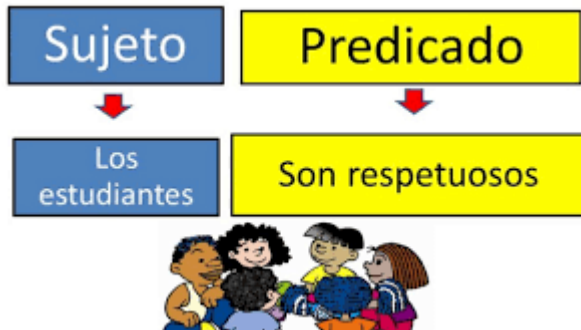 Sujeto
Predicado
Los
estudiantes
Son respetuosos